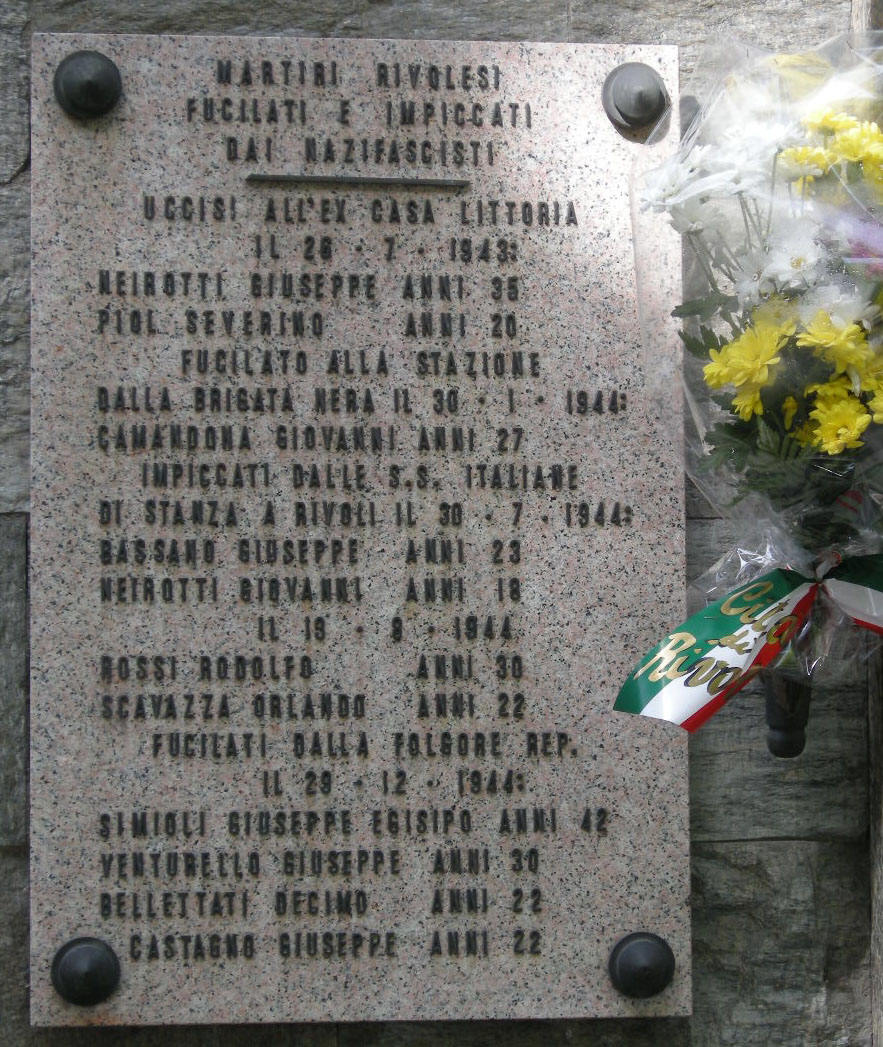 MARTIRI RIVOLESI
FUCILATI E IMPICCATI
DAI NAZIFASCISTI
UCCISI ALL'EX CASA LITTORIA
IL 26 · 7 · 1943:
NEIROTTI GIUSEPPE ANNI 35
PIOL SEVERINO ANNI 20
FUCILATO ALLA STAZIONE
DALLA BRIGATA NERA IL 30 · 1 · 1944:
CAMANDONA GIOVANNI ANNI 27
IMPICCATI DALLE S.S. ITALIANE
DI STANZA A RIVOLI IL 30 · 7 · 1944:
BASSANO GIUSEPPE ANNI 23
NEIROTTI GIOVANNI ANNI 18
IL 19 · 9 · 1944
ROSSI RODOLFO ANNI 30
SCAVAZZA ORLANDO ANNI 22
FUCILATI DALLA FOLGORE REP.
IL 29 · 12 · 1944:
SIMIOLI GIUSEPPE EGISIPO ANNI 42
VENTURELLO GIUSEPPE ANNI 30
BELLETTATI DECIMO ANNI 22
CASTAGNO GIUSEPPE ANNI 22
Città
di
Rivoli